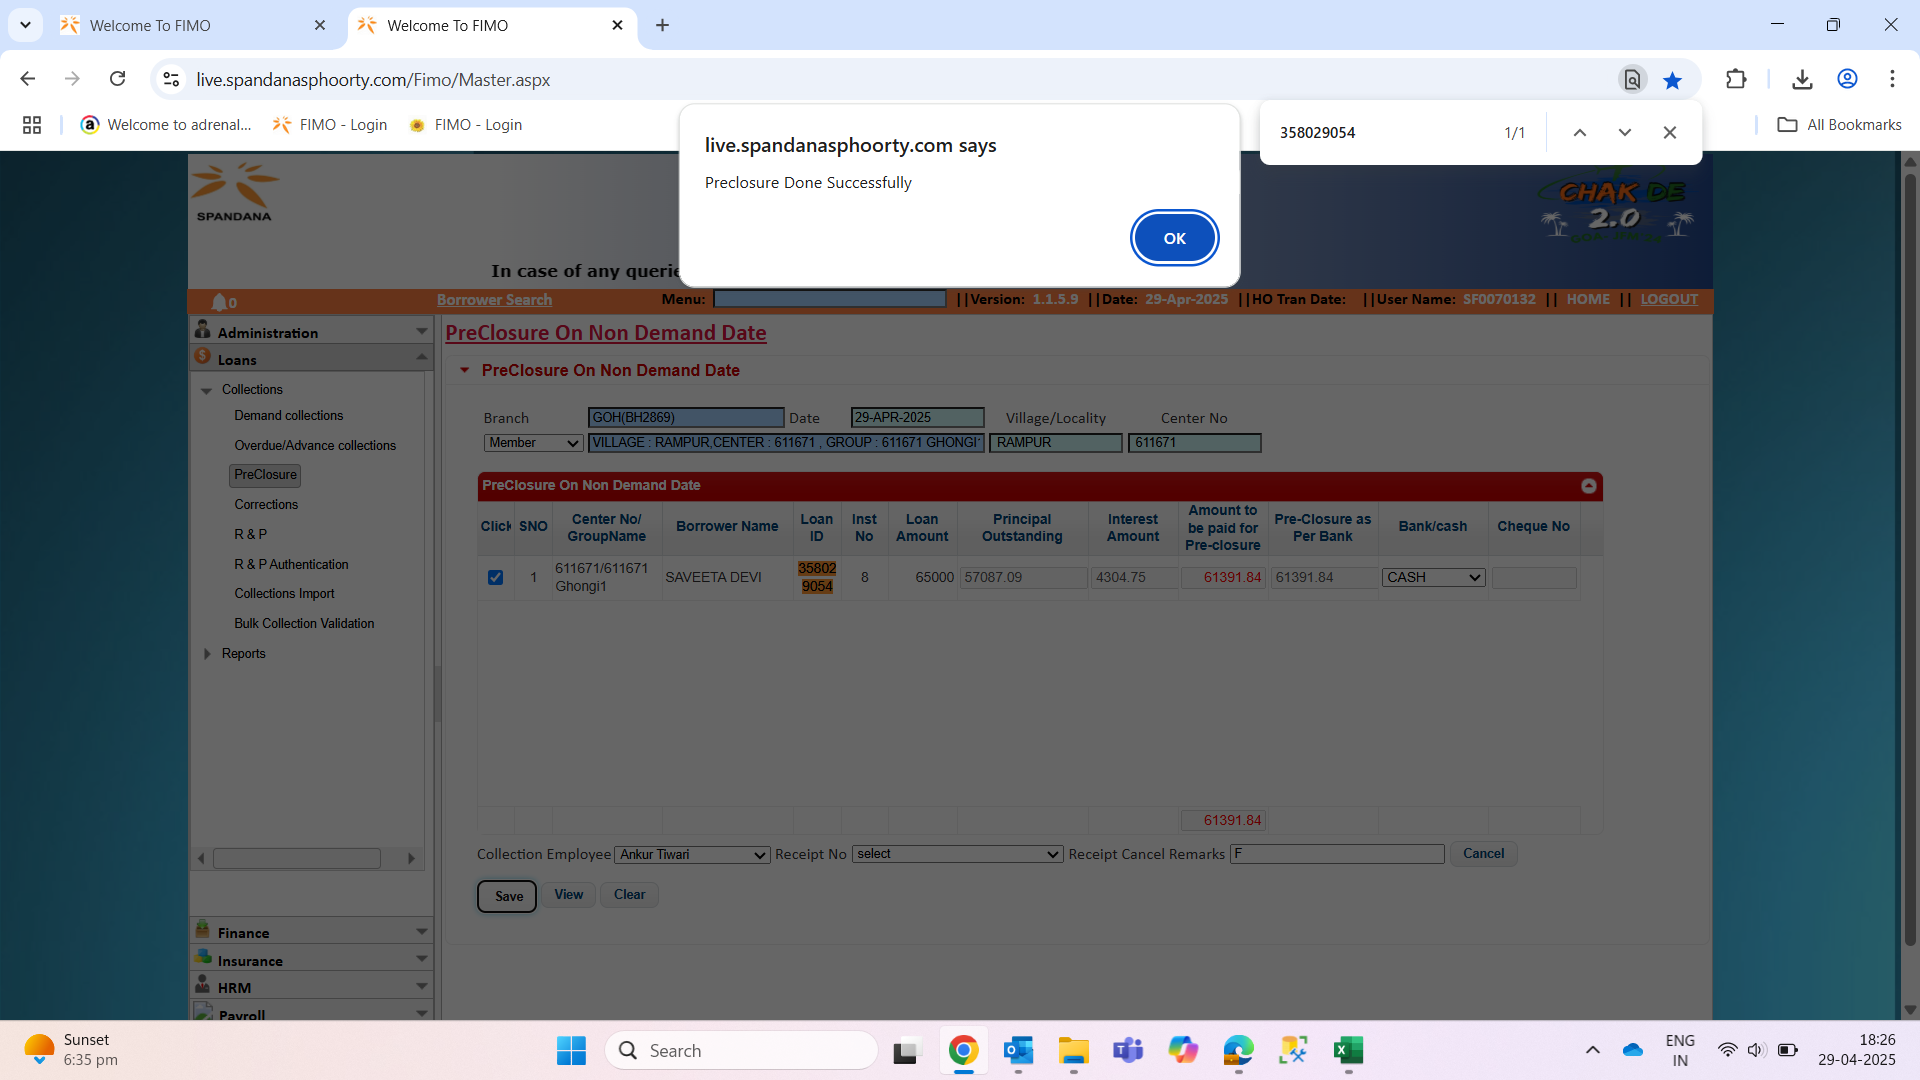 Welcome To FIMO
Welcome To FIMO
live.spandanasphoorty.com/Fimo/Master.aspx
Welcome to adrenal...
FIMO - Login
FIMO - Login
All Bookmarks
358029054
1/1
live.spandanasphoorty.com says
Preclosure Done Successfully
OK
SPANDANA
CHAK DE
2.0
In case of any querie
0
Borrower Search
Menu:
||Version: 1.1.5.9 ||Date: 29-Apr-2025 ||HO Tran Date: ||User Name: SF0070132 || HOME || LOGOUT
Administration
Loans
Collections
Demand collections
Overdue/Advance collections
PreClosure
Corrections
R & P
R & P Authentication
Collections Import
Bulk Collection Validation
Reports
Finance
Insurance
HRM
Payroll
PreClosure On Non Demand Date
PreClosure On Non Demand Date
Branch GOH(BH2869) Date 29-APR-2025 Village/Locality Center No
Member VILLAGE : RAMPUR,CENTER : 611671 , GROUP : 611671 GHONGI RAMPUR 611671
PreClosure On Non Demand Date
Click SNO Center No/ GroupName Borrower Name Loan ID Inst No Loan Amount Principal Outstanding Interest Amount Amount to be paid for Pre-closure Pre-Closure as Per Bank Bank/cash Cheque No
1 611671/611671 Ghongi1 SAVEETA DEVI 358029054 8 65000 57087.09 4304.75 61391.84 61391.84 CASH
61391.84
Collection Employee Ankur Tiwari Receipt No select Receipt Cancel Remarks F Cancel
Save View Clear
Sunset
6:35 pm
Search
ENG
IN
18:26
29-04-2025